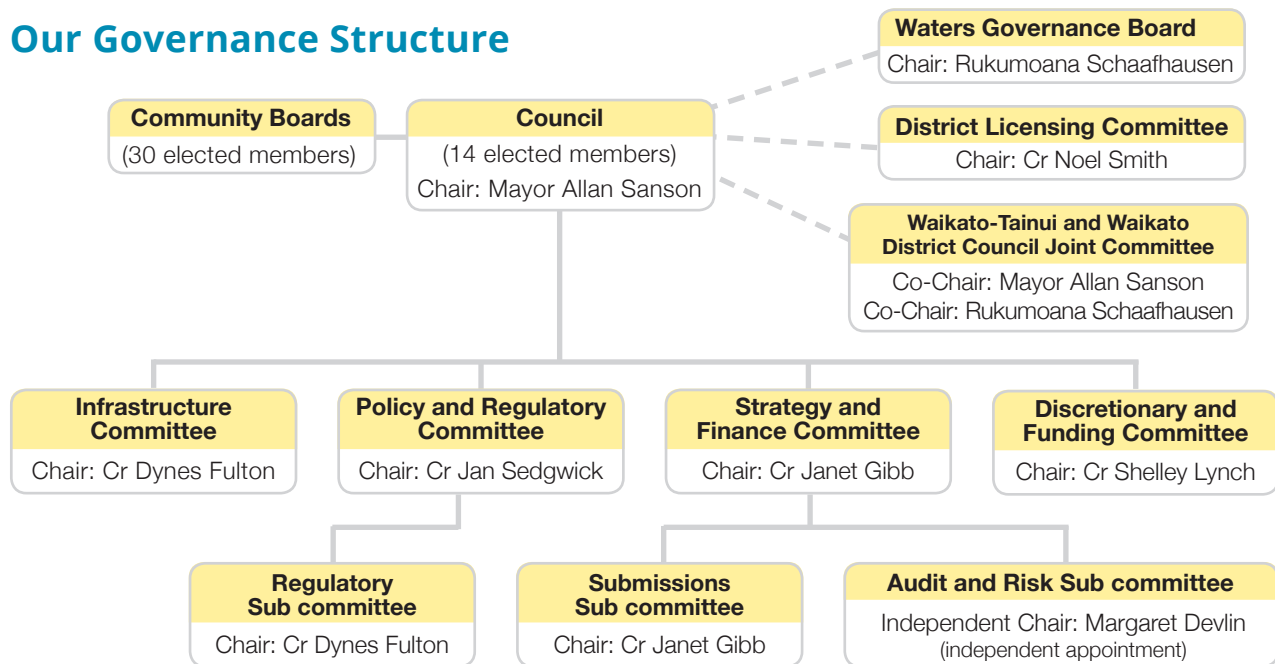 Our Governance Structure
Waters Governance Board
Chair: Rukumoana Schaafhausen
Community Boards
(30 elected members)
Council
(14 elected members)
Chair: Mayor Allan Sanson
District Licensing Committee
Chair: Cr Noel Smith
Waikato-Tainui and Waikato
District Council Joint Committee
Co-Chair: Mayor Allan Sanson
Co-Chair: Rukumoana Schaafhausen
Infrastructure
Committee
Chair: Cr Dynes Fulton
Policy and Regulatory
Committee
Chair: Cr Jan Sedgwick
Strategy and
Finance Committee
Chair: Cr Janet Gibb
Discretionary and
Funding Committee
Chair: Cr Shelley Lynch
Regulatory
Sub committee
Chair: Cr Dynes Fulton
Submissions
Sub committee
Chair: Cr Janet Gibb
Audit and Risk Sub committee
Independent Chair: Margaret Devlin
(independent appointment)